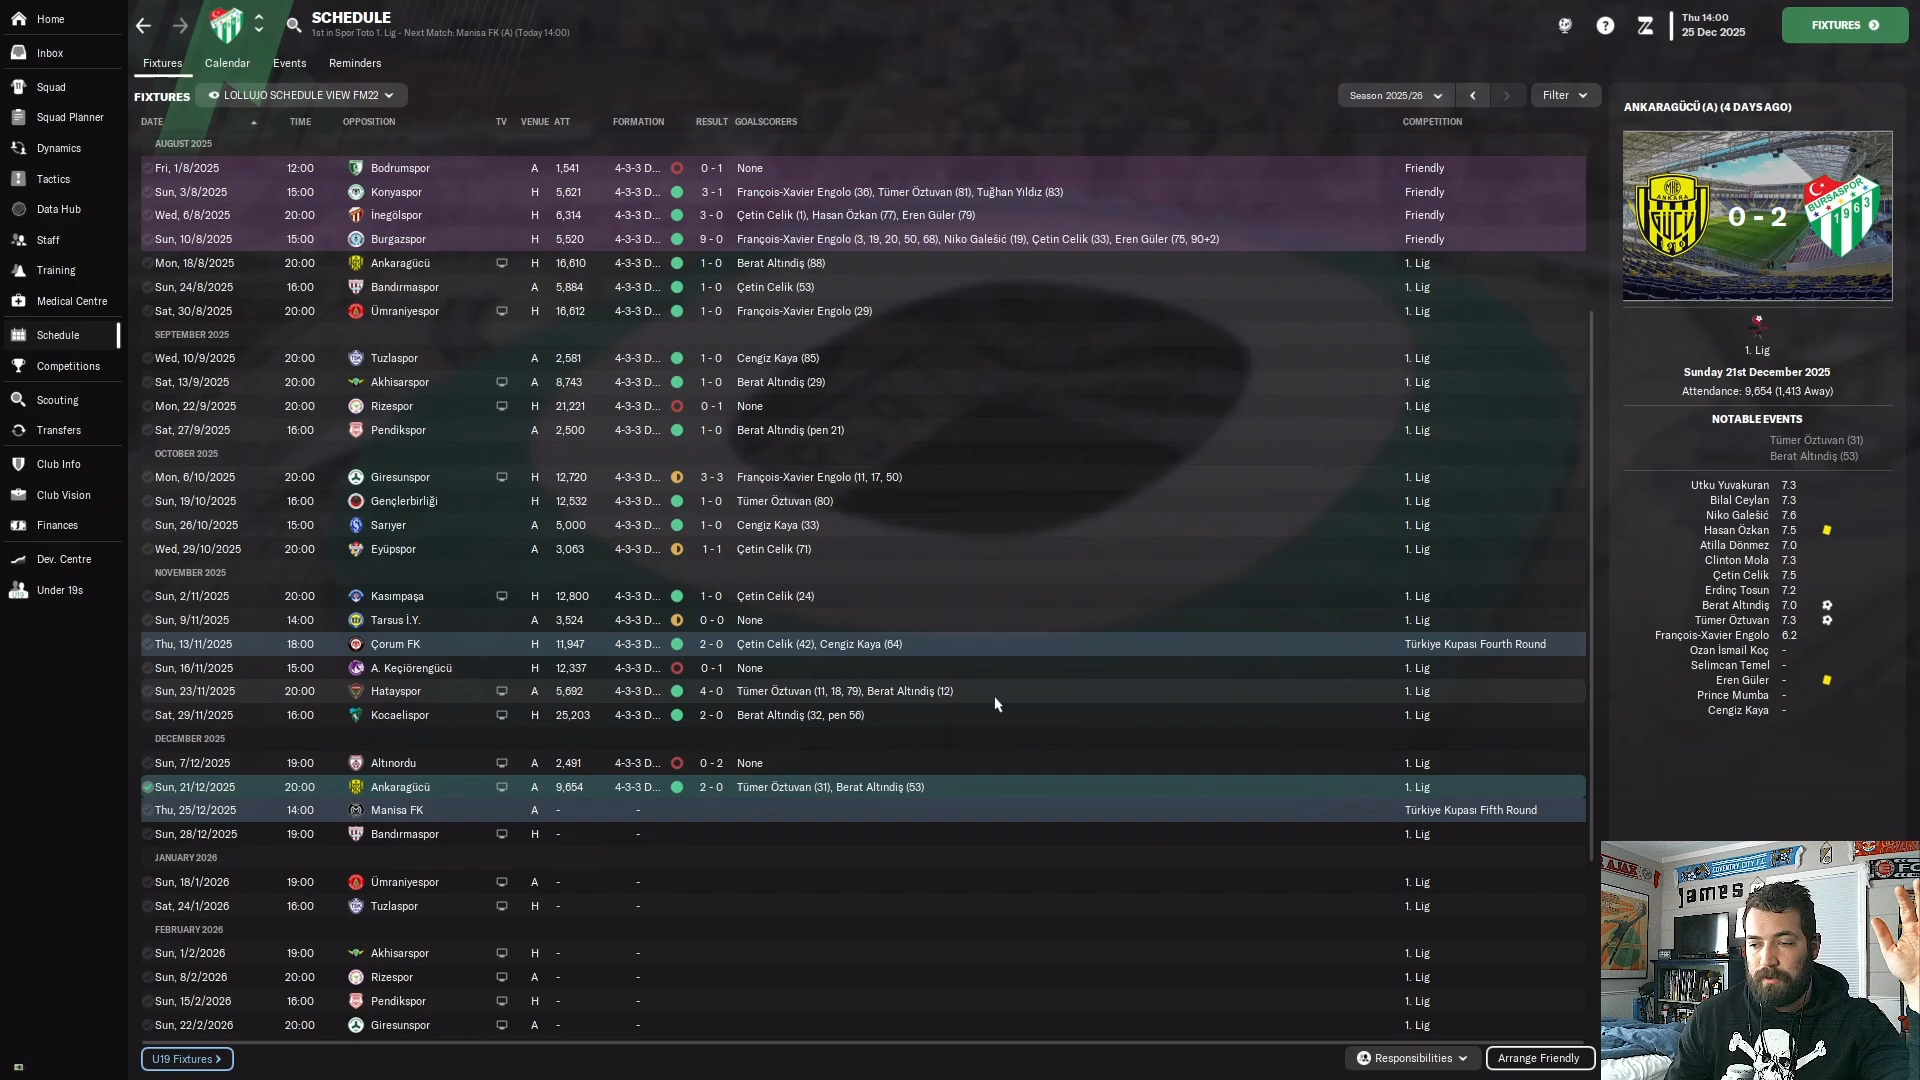 Home
SCHEDULE
1st in Spor Toto 1. Lig - Next Match: Manisa FK (A) (Today 14:00)
Thu 14:00
25 Dec 2025
FIXTURES
Inbox
Fixtures Calendar Events Reminders
Squad
FIXTURES LOLLUJO SCHEDULE VIEW FM22 Season 2025/26 Filter
Squad Planner
Dynamics
Tactics
Data Hub
Staff
Training
Medical Centre
Schedule
Competitions
Scouting
Transfers
Club Info
Club Vision
Finances
Dev. Centre
Under 19s
DATE TIME OPPOSITION TV VENUE ATT FORMATION RESULT GOALSCORERS COMPETITION
AUGUST 2025
Fri, 1/8/2025 12:00 Bodrumspor A 1,541 4-3-3 D... 0 - 1 None Friendly
Sun, 3/8/2025 15:00 Konyaspor H 5,621 4-3-3 D... 3 - 1 François-Xavier Engolo (36), Tümer Öztuvan (81), Tuğhan Yıldız (83) Friendly
Wed, 6/8/2025 20:00 İnegölspor H 6,314 4-3-3 D... 3 - 0 Çetin Celik (1), Hasan Özkan (77), Eren Güler (79) Friendly
Sun, 10/8/2025 15:00 Burgazspor H 5,520 4-3-3 D... 9 - 0 François-Xavier Engolo (3, 19, 20, 50, 68), Niko Galešić (19), Çetin Celik (33), Eren Güler (75, 90+2) Friendly
Mon, 18/8/2025 20:00 Ankaragücü H 16,610 4-3-3 D... 1 - 0 Berat Altındiş (88) 1. Lig
Sun, 24/8/2025 16:00 Bandırmaspor A 5,884 4-3-3 D... 1 - 0 Çetin Celik (53) 1. Lig
Sat, 30/8/2025 20:00 Ümraniyespor H 16,612 4-3-3 D... 1 - 0 François-Xavier Engolo (29) 1. Lig
SEPTEMBER 2025
Wed, 10/9/2025 20:00 Tuzlaspor A 2,581 4-3-3 D... 1 - 0 Cengiz Kaya (85) 1. Lig
Sat, 13/9/2025 20:00 Akhisarspor A 8,743 4-3-3 D... 1 - 0 Berat Altındiş (29) 1. Lig
Mon, 22/9/2025 20:00 Rizespor H 21,221 4-3-3 D... 0 - 1 None 1. Lig
Sat, 27/9/2025 16:00 Pendikspor A 2,500 4-3-3 D... 1 - 0 Berat Altındiş (pen 21) 1. Lig
OCTOBER 2025
Mon, 6/10/2025 20:00 Giresunspor H 12,720 4-3-3 D... 3 - 3 François-Xavier Engolo (11, 17, 50) 1. Lig
Sun, 19/10/2025 16:00 Gençlerbirliği H 12,532 4-3-3 D... 1 - 0 Tümer Öztuvan (80) 1. Lig
Sun, 26/10/2025 15:00 Sarıyer A 5,000 4-3-3 D... 1 - 0 Cengiz Kaya (33) 1. Lig
Wed, 29/10/2025 20:00 Eyüpspor A 3,063 4-3-3 D... 1 - 1 Çetin Celik (71) 1. Lig
NOVEMBER 2025
Sun, 2/11/2025 20:00 Kasımpaşa H 12,800 4-3-3 D... 1 - 0 Çetin Celik (24) 1. Lig
Sun, 9/11/2025 14:00 Tarsus İ.Y. A 3,524 4-3-3 D... 0 - 0 None 1. Lig
Thu, 13/11/2025 18:00 Çorum FK H 11,947 4-3-3 D... 2 - 0 Çetin Celik (42), Cengiz Kaya (64) Türkiye Kupası Fourth Round
Sun, 16/11/2025 15:00 A. Keçiörengücü H 12,337 4-3-3 D... 0 - 1 None 1. Lig
Sun, 23/11/2025 20:00 Hatayspor A 5,692 4-3-3 D... 4 - 0 Tümer Öztuvan (11, 18, 79), Berat Altındiş (12) 1. Lig
Sat, 29/11/2025 16:00 Kocaelispor H 25,203 4-3-3 D... 2 - 0 Berat Altındiş (32, pen 56) 1. Lig
DECEMBER 2025
Sun, 7/12/2025 19:00 Altınordu A 2,491 4-3-3 D... 0 - 2 None 1. Lig
Sun, 21/12/2025 20:00 Ankaragücü A 9,654 4-3-3 D... 2 - 0 Tümer Öztuvan (31), Berat Altındiş (53) 1. Lig
Thu, 25/12/2025 14:00 Manisa FK A - - Türkiye Kupası Fifth Round
Sun, 28/12/2025 19:00 Bandırmaspor H - - 1. Lig
JANUARY 2026
Sun, 18/1/2026 19:00 Ümraniyespor A - - 1. Lig
Sat, 24/1/2026 16:00 Tuzlaspor H - - 1. Lig
FEBRUARY 2026
Sun, 1/2/2026 19:00 Akhisarspor H - - 1. Lig
Sun, 8/2/2026 20:00 Rizespor A - - 1. Lig
Sun, 15/2/2026 16:00 Pendikspor H - - 1. Lig
Sun, 22/2/2026 20:00 Giresunspor A - - 1. Lig
U19 Fixtures Responsibilities Arrange Friendly
ANKARAGÜCÜ (A) (4 DAYS AGO)
ANKARA
GÜCÜ
1910
0 - 2
BURSASPOR
1963
1. Lig
Sunday 21st December 2025
Attendance: 9,654 (1,413 Away)
NOTABLE EVENTS
Tümer Öztuvan (31)
Berat Altındiş (53)
Utku Yuvakuran 7.3
Bilal Ceylan 7.3
Niko Galešić 7.6
Hasan Özkan 7.5
Atilla Dönmez 7.0
Clinton Mola 7.3
Çetin Celik 7.5
Erdinç Tosun 7.2
Berat Altındiş 7.0
Tümer Öztuvan 7.3
François-Xavier Engolo 6.2
Ozan İsmail Koç -
Selimcan Temel -
Eren Güler -
Prince Mumba -
Cengiz Kaya -
AJAX
COVENTRY CITY F.C.
james